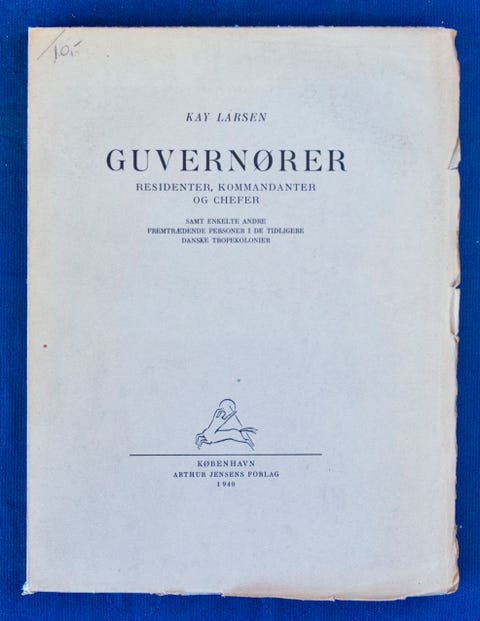 10.-
KAY LARSEN
GUVERNØRER
RESIDENTER, KOMMANDANTER
OG CHEFER
SAMT ENKELTE ANDRE
FREMTRÆDENDE PERSONER I DE TIDLIGERE
DANSKE TROPEKOLONIER
KØBENHAVN
ARTHUR JENSENS FORLAG
1940